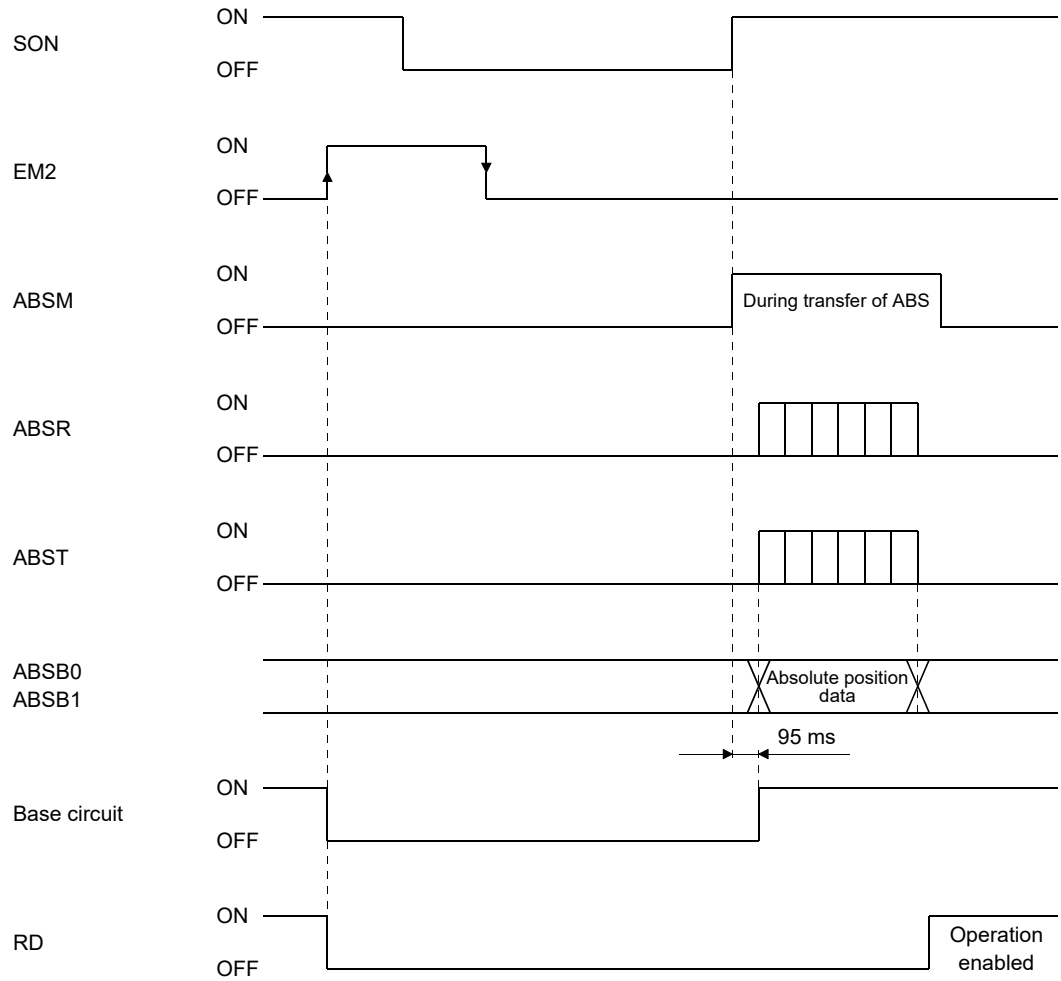 ON
SON
OFF
ON
EM2
OFF
ON
ABSM
During transfer of ABS
OFF
ON
ABSR
OFF
ON
ABST
OFF
ABSB0
ABSB1
Absolute position
data
95 ms
ON
Base circuit
OFF
ON
RD
Operation
enabled
OFF